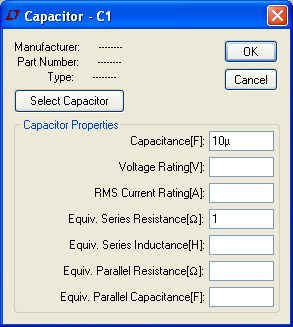 Capacitor - C1
Manufacturer: --------
OK
Part Number: --------
Type: --------
Cancel
Select Capacitor
Capacitor Properties
Capacitance[F]: 10µ
Voltage Rating[V]:
RMS Current Rating[A]:
Equiv. Series Resistance[Ω]: 1
Equiv. Series Inductance[H]:
Equiv. Parallel Resistance[Ω]:
Equiv. Parallel Capacitance[F]: